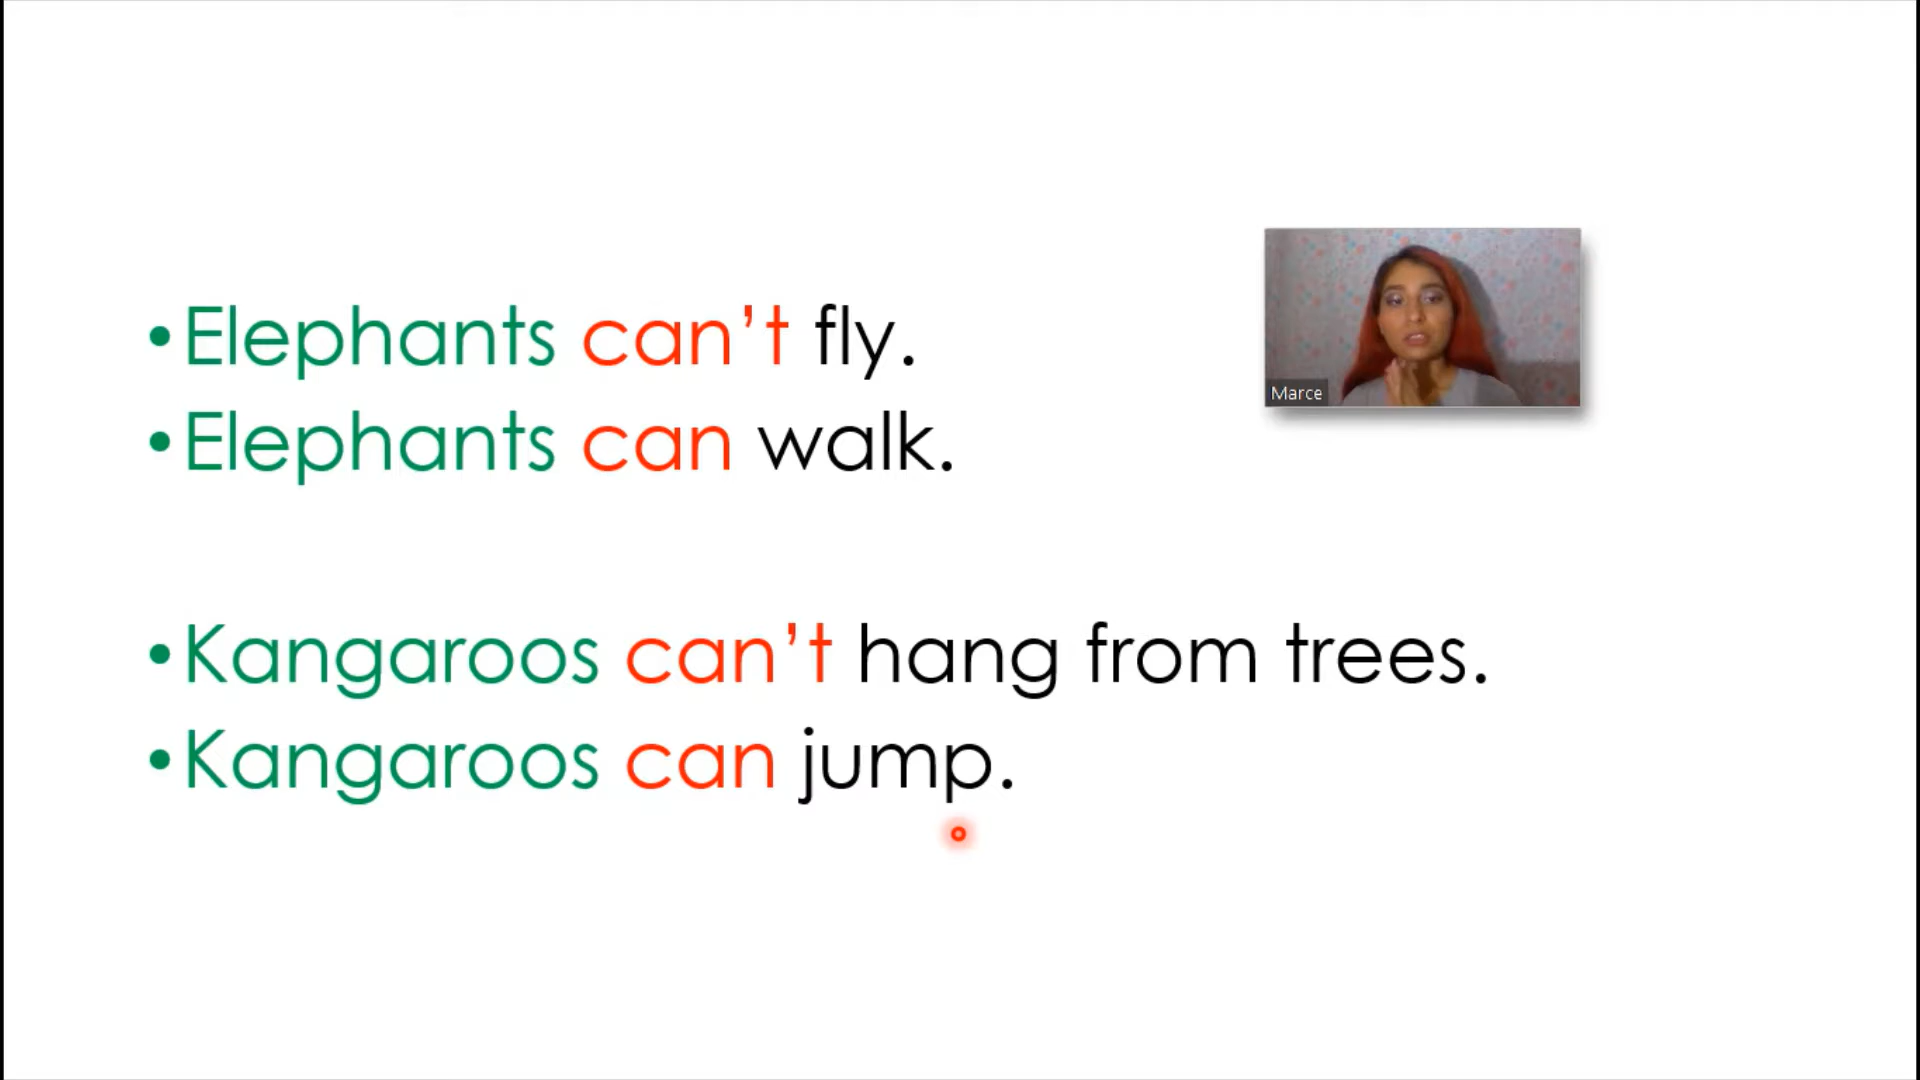 • Elephants can’t fly.
• Elephants can walk.
• Kangaroos can’t hang from trees.
• Kangaroos can jump.
Marce